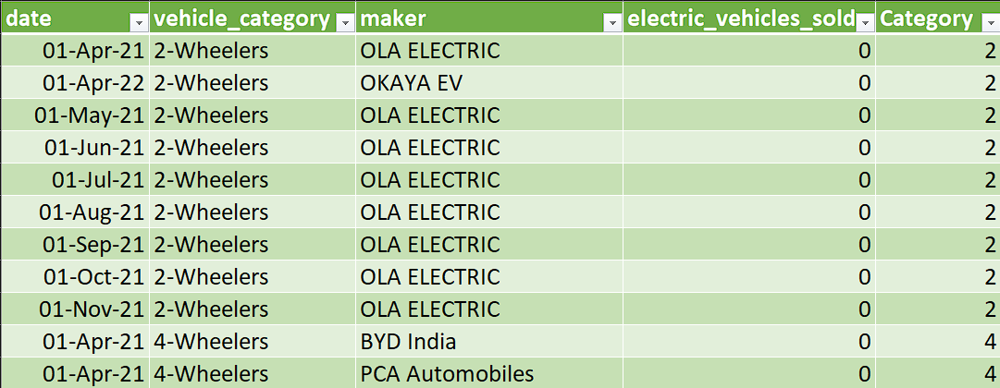 date vehicle_category maker electric_vehicles_sold Category
01-Apr-21 2-Wheelers OLA ELECTRIC 0 2
01-Apr-22 2-Wheelers OKAYA EV 0 2
01-May-21 2-Wheelers OLA ELECTRIC 0 2
01-Jun-21 2-Wheelers OLA ELECTRIC 0 2
01-Jul-21 2-Wheelers OLA ELECTRIC 0 2
01-Aug-21 2-Wheelers OLA ELECTRIC 0 2
01-Sep-21 2-Wheelers OLA ELECTRIC 0 2
01-Oct-21 2-Wheelers OLA ELECTRIC 0 2
01-Nov-21 2-Wheelers OLA ELECTRIC 0 2
01-Apr-21 4-Wheelers BYD India 0 4
01-Apr-21 4-Wheelers PCA Automobiles 0 4